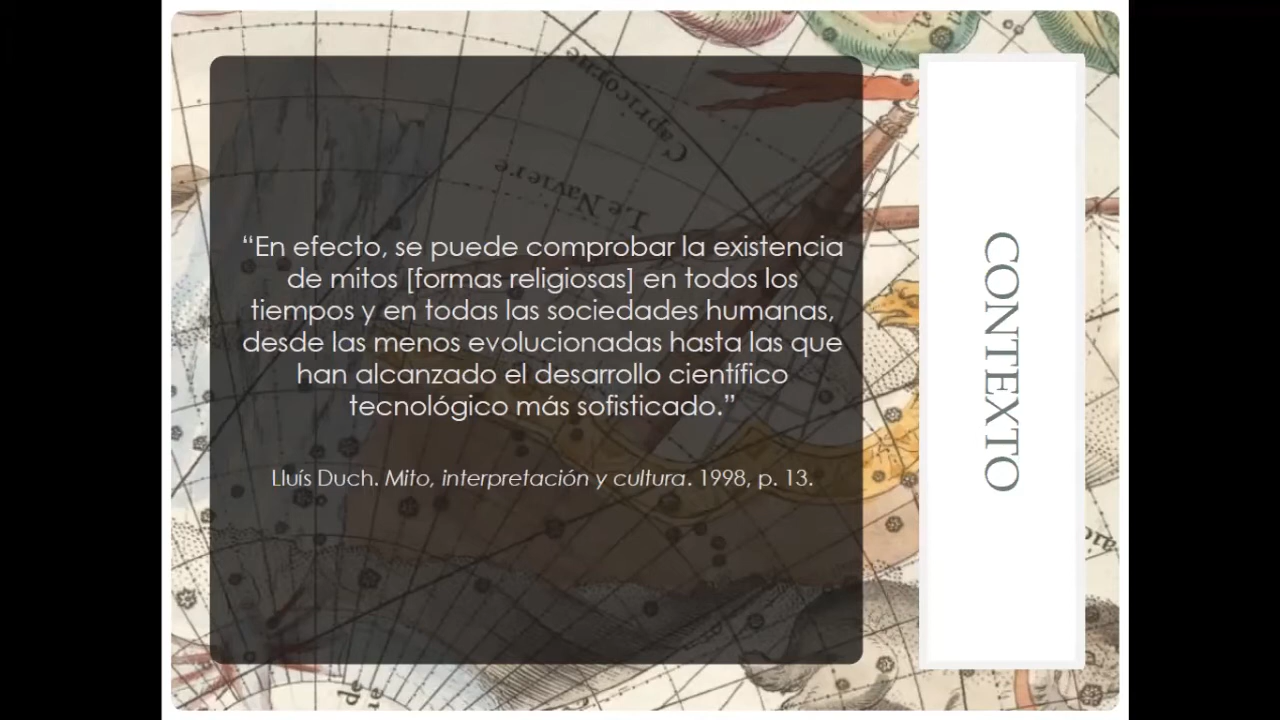 Capricorne
Le Navire
“En efecto, se puede comprobar la existencia
de mitos [formas religiosas] en todos los
tiempos y en todas las sociedades humanas,
desde las menos evolucionadas hasta las que
han alcanzado el desarrollo científico
tecnológico más sofisticado.”
Lluís Duch. Mito, interpretación y cultura. 1998, p. 13.
CONTEXTO
de